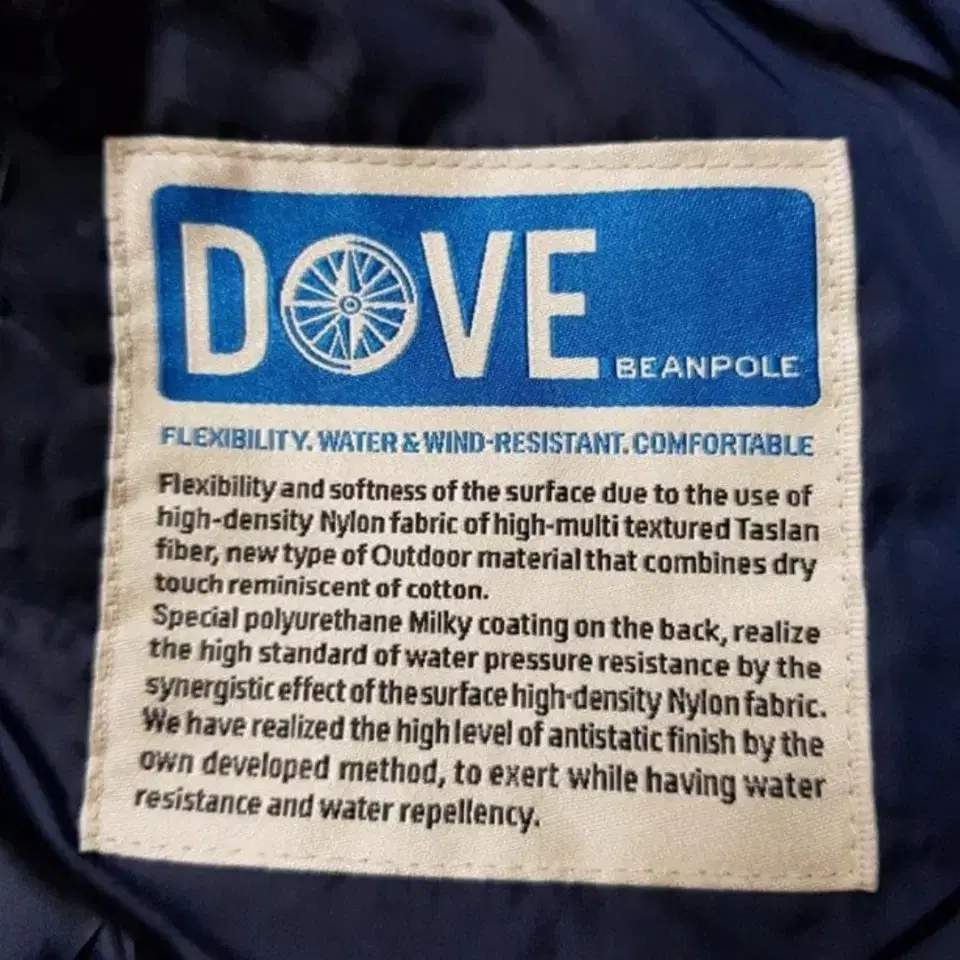 DOVE
BEANPOLE
FLEXIBILITY. WATER & WIND-RESISTANT. COMFORTABLE
Flexibility and softness of the surface due to the use of
high-density Nylon fabric of high-multi textured Taslan
fiber, new type of Outdoor material that combines dry
touch reminiscent of cotton.
Special polyurethane Milky coating on the back, realize
the high standard of water pressure resistance by the
synergistic effect of the surface high-density Nylon fabric.
We have realized the high level of antistatic finish by the
own developed method, to exert while having water
resistance and water repellency.